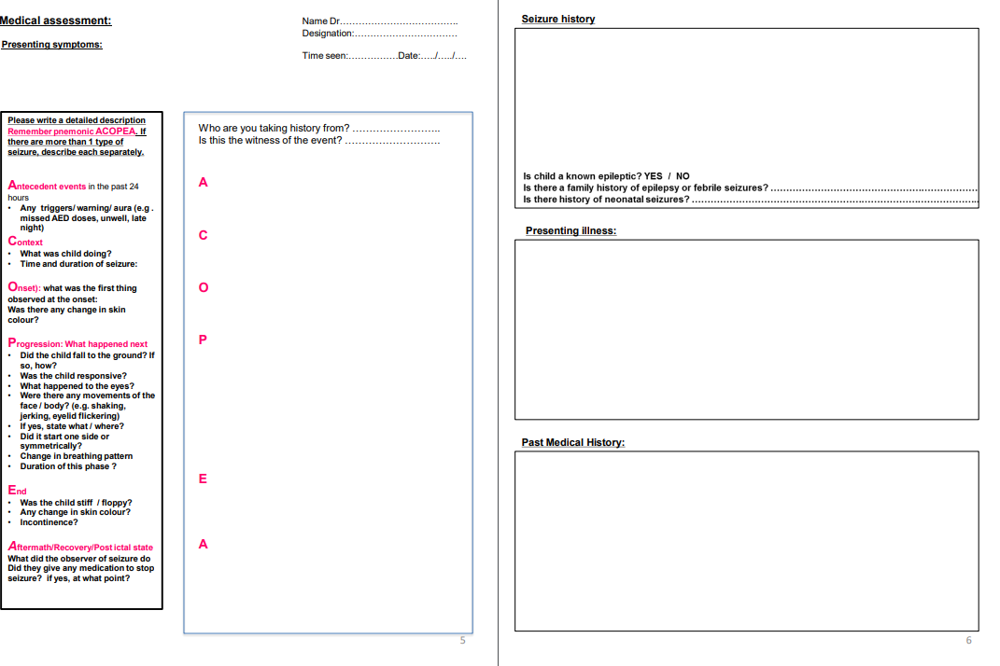 Medical assessment:
Name Dr…………………………………..
Designation:……………………………
Presenting symptoms:
Time seen:……………Date:…../…../….
Please write a detailed description
Remember pnemonic ACOPEA. If
there are more than 1 type of
seizure, describe each separately.
Antecedent events in the past 24
hours
• Any triggers/ warning/ aura (e.g .
missed AED doses, unwell, late
night)
Context
• What was child doing?
• Time and duration of seizure:
Onset): what was the first thing
observed at the onset:
Was there any change in skin
colour?
Progression: What happened next
• Did the child fall to the ground? If
so, how?
• Was the child responsive?
• What happened to the eyes?
• Were there any movements of the
face / body? (e.g. shaking,
jerking, eyelid flickering)
• If yes, state what / where?
• Did it start one side or
symmetrically?
• Change in breathing pattern
• Duration of this phase ?
End
• Was the child stiff / floppy?
• Any change in skin colour?
• Incontinence?
Aftermath/Recovery/Post ictal state
What did the observer of seizure do
Did they give any medication to stop
seizure? if yes, at what point?
Who are you taking history from? ……………………..
Is this the witness of the event? ……………………….
A
C
O
P
E
A
5
Seizure history
Is child a known epileptic? YES / NO
Is there a family history of epilepsy or febrile seizures? ……………………………………………………
Is there history of neonatal seizures? ……………………………………………………………………………
Presenting illness:
Past Medical History:
6